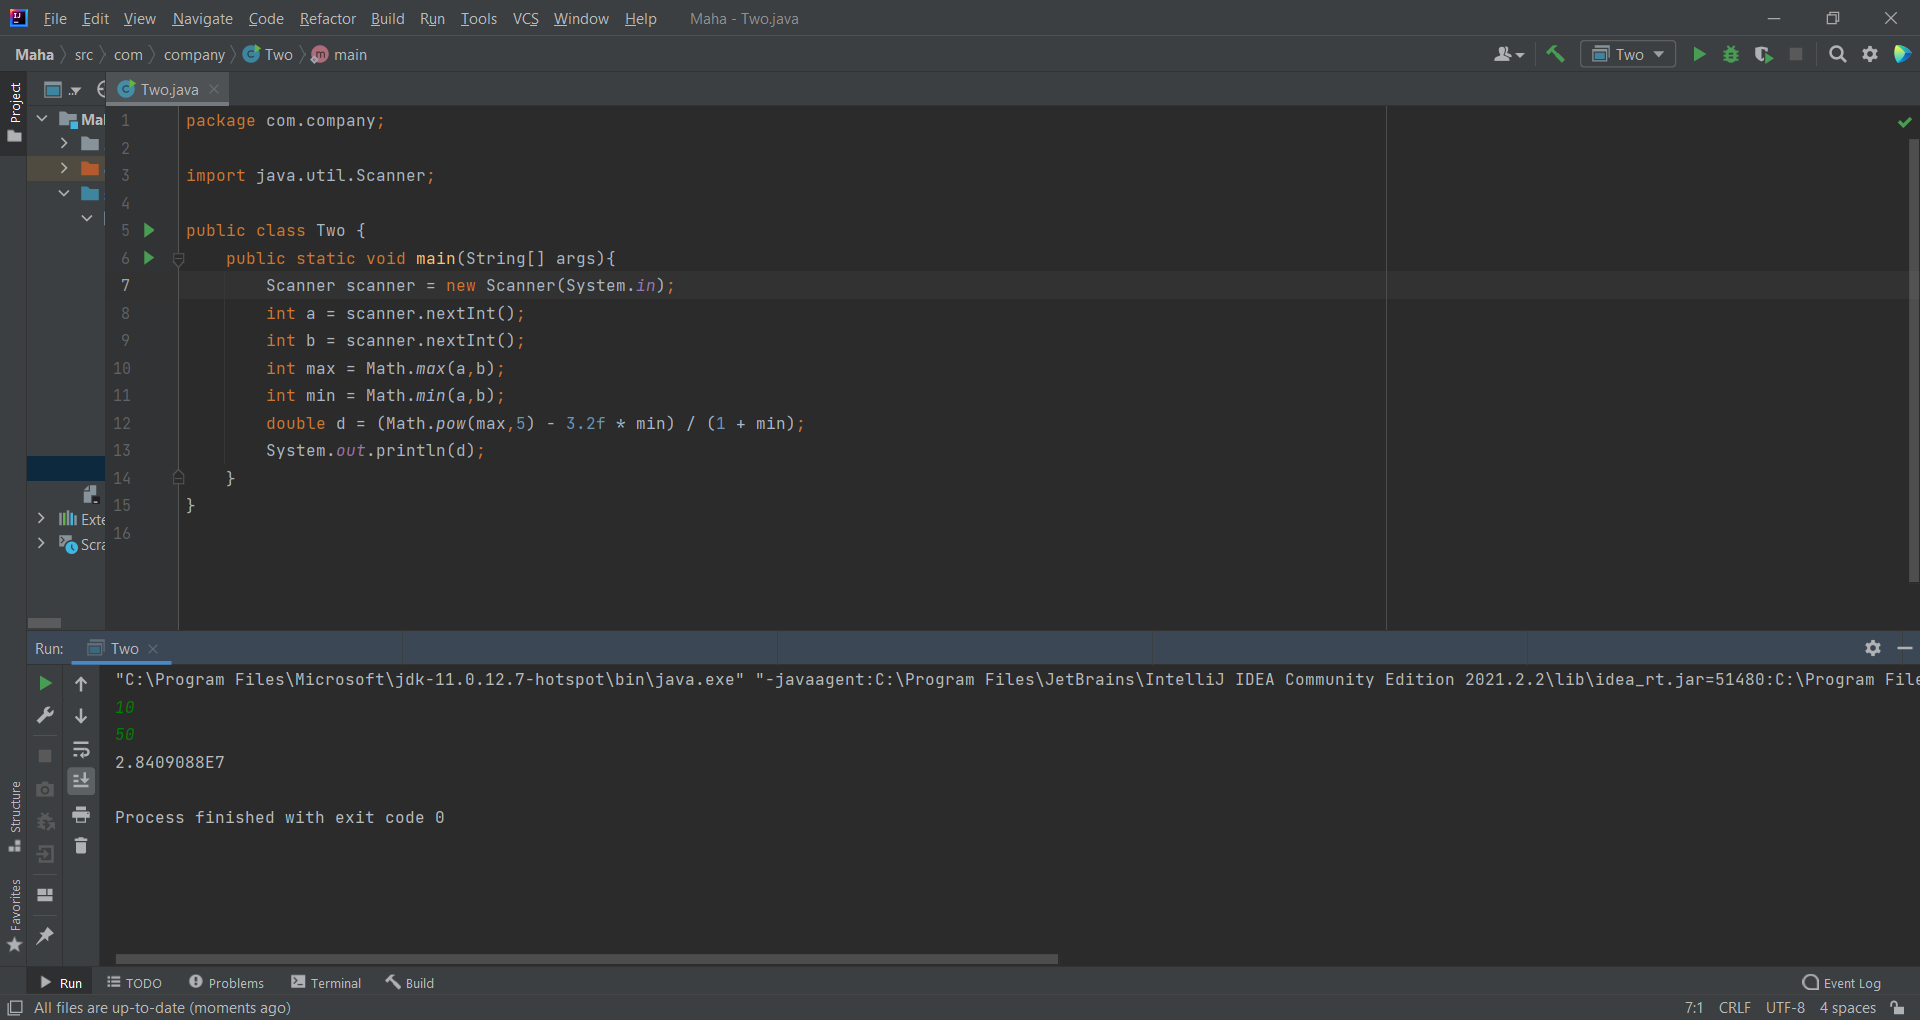 File Edit View Navigate Code Refactor Build Run Tools VCS Window Help Maha - Two.java
Maha src com company Two main Two
Project
Two.java
Mal
Exte
Scra
1 package com.company;
2
3 import java.util.Scanner;
4
5 public class Two {
6 public static void main(String[] args){
7 Scanner scanner = new Scanner(System.in);
8 int a = scanner.nextInt();
9 int b = scanner.nextInt();
10 int max = Math.max(a,b);
11 int min = Math.min(a,b);
12 double d = (Math.pow(max,5) - 3.2f * min) / (1 + min);
13 System.out.println(d);
14 }
15 }
16
Run: Two
"C:\Program Files\Microsoft\jdk-11.0.12.7-hotspot\bin\java.exe" "-javaagent:C:\Program Files\JetBrains\IntelliJ IDEA Community Edition 2021.2.2\lib\idea_rt.jar=51480:C:\Program File
10
50
2.8409088E7
Process finished with exit code 0
Structure
Favorites
Run TODO Problems Terminal Build Event Log
All files are up-to-date (moments ago) 7:1 CRLF UTF-8 4 spaces